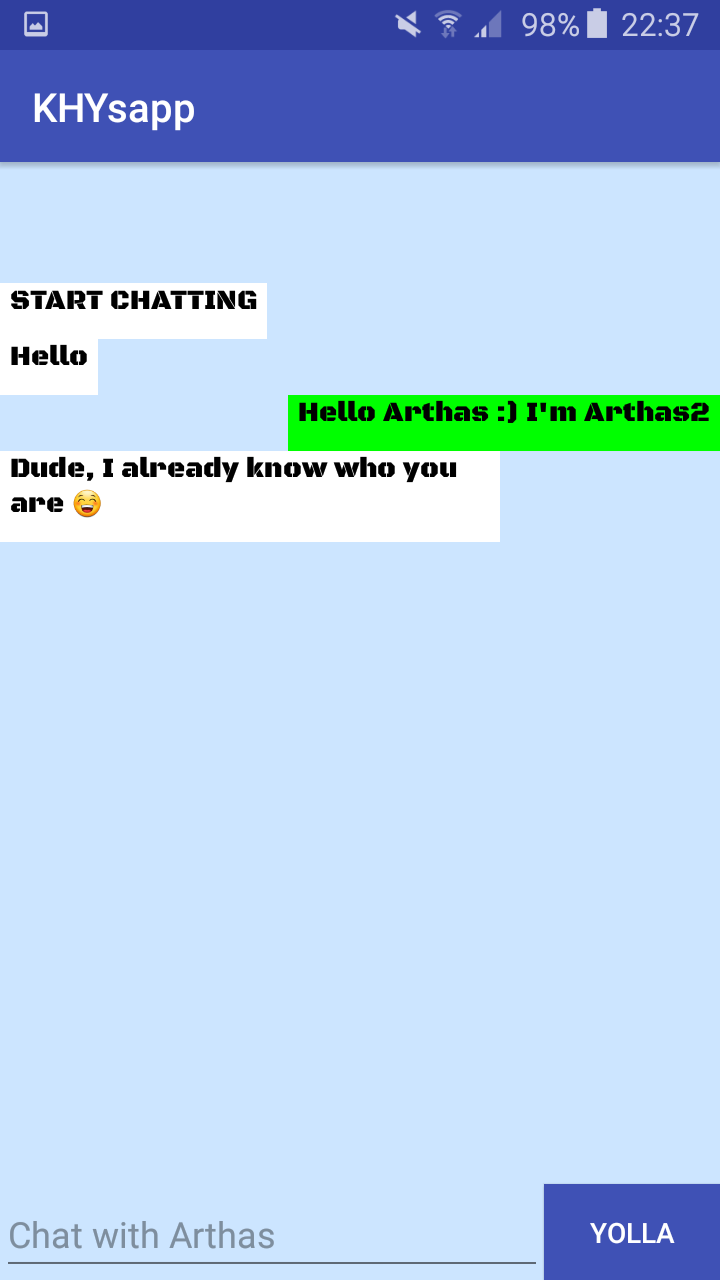 98% 22:37
KHYsapp
START CHATTING
Hello
Hello Arthas :) I'm Arthas2
Dude, I already know who you
are 😁
Chat with Arthas
YOLLA